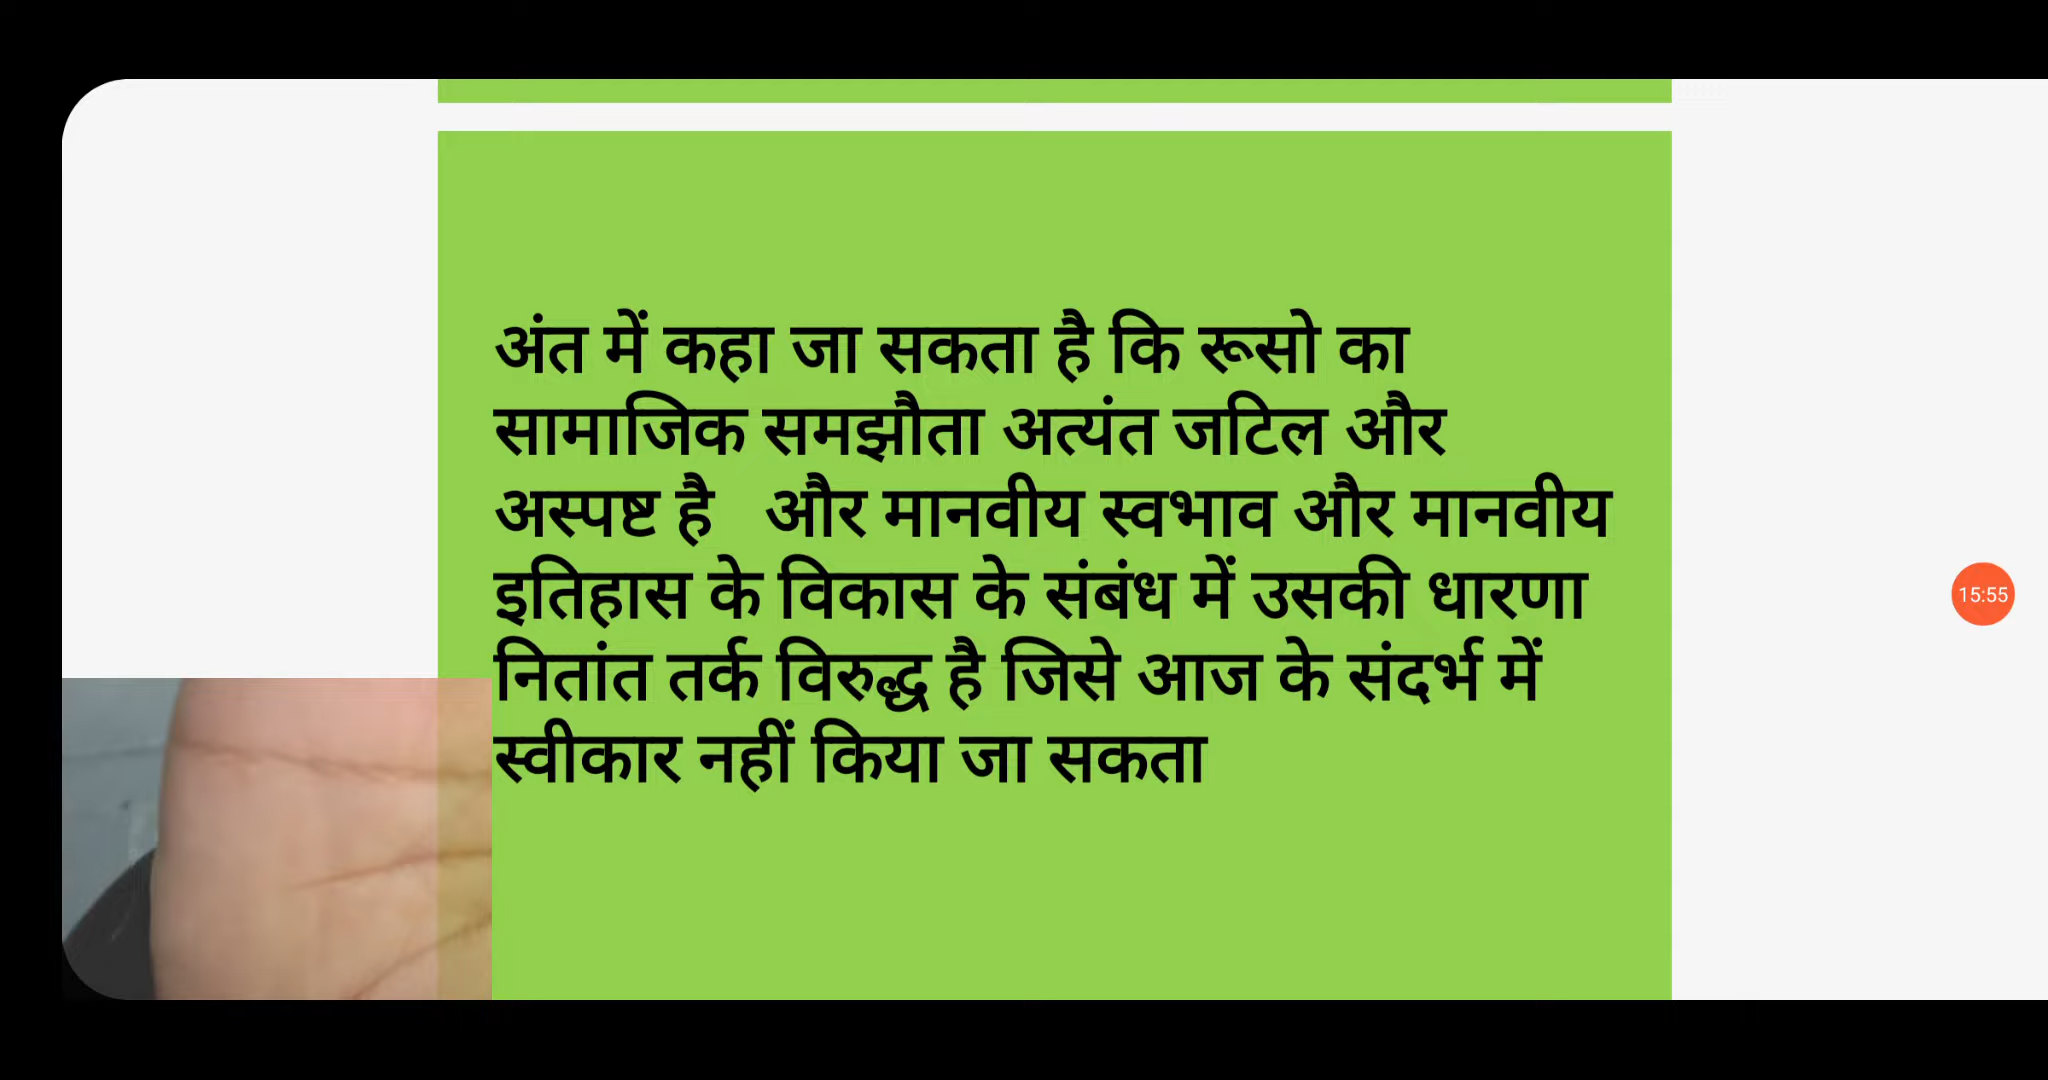 अंत में कहा जा सकता है कि रूसो का
सामाजिक समझौता अत्यंत जटिल और
अस्पष्ट है   और मानवीय स्वभाव और मानवीय
इतिहास के विकास के संबंध में उसकी धारणा
नितांत तर्क विरुद्ध है जिसे आज के संदर्भ में
स्वीकार नहीं किया जा सकता
15:55